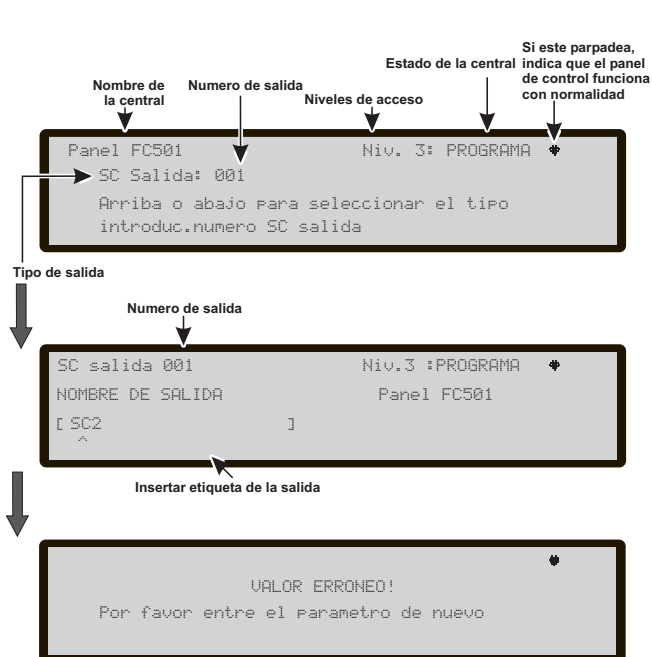 Si este parpadea,
Estado de la central indica que el panel
de control funciona
con normalidad
Nombre de
la central
Numero de salida
Niveles de acceso
Panel FC501 Niv. 3: PROGRAMA
SC Salida: 001
Arriba o abajo para seleccionar el tipo
introduc.numero SC salida
Tipo de salida
Numero de salida
SC salida 001 Niv.3 :PROGRAMA
NOMBRE DE SALIDA Panel FC501
[ SC2 ]
^
Insertar etiqueta de la salida
VALOR ERRONEO!
Por favor entre el parametro de nuevo